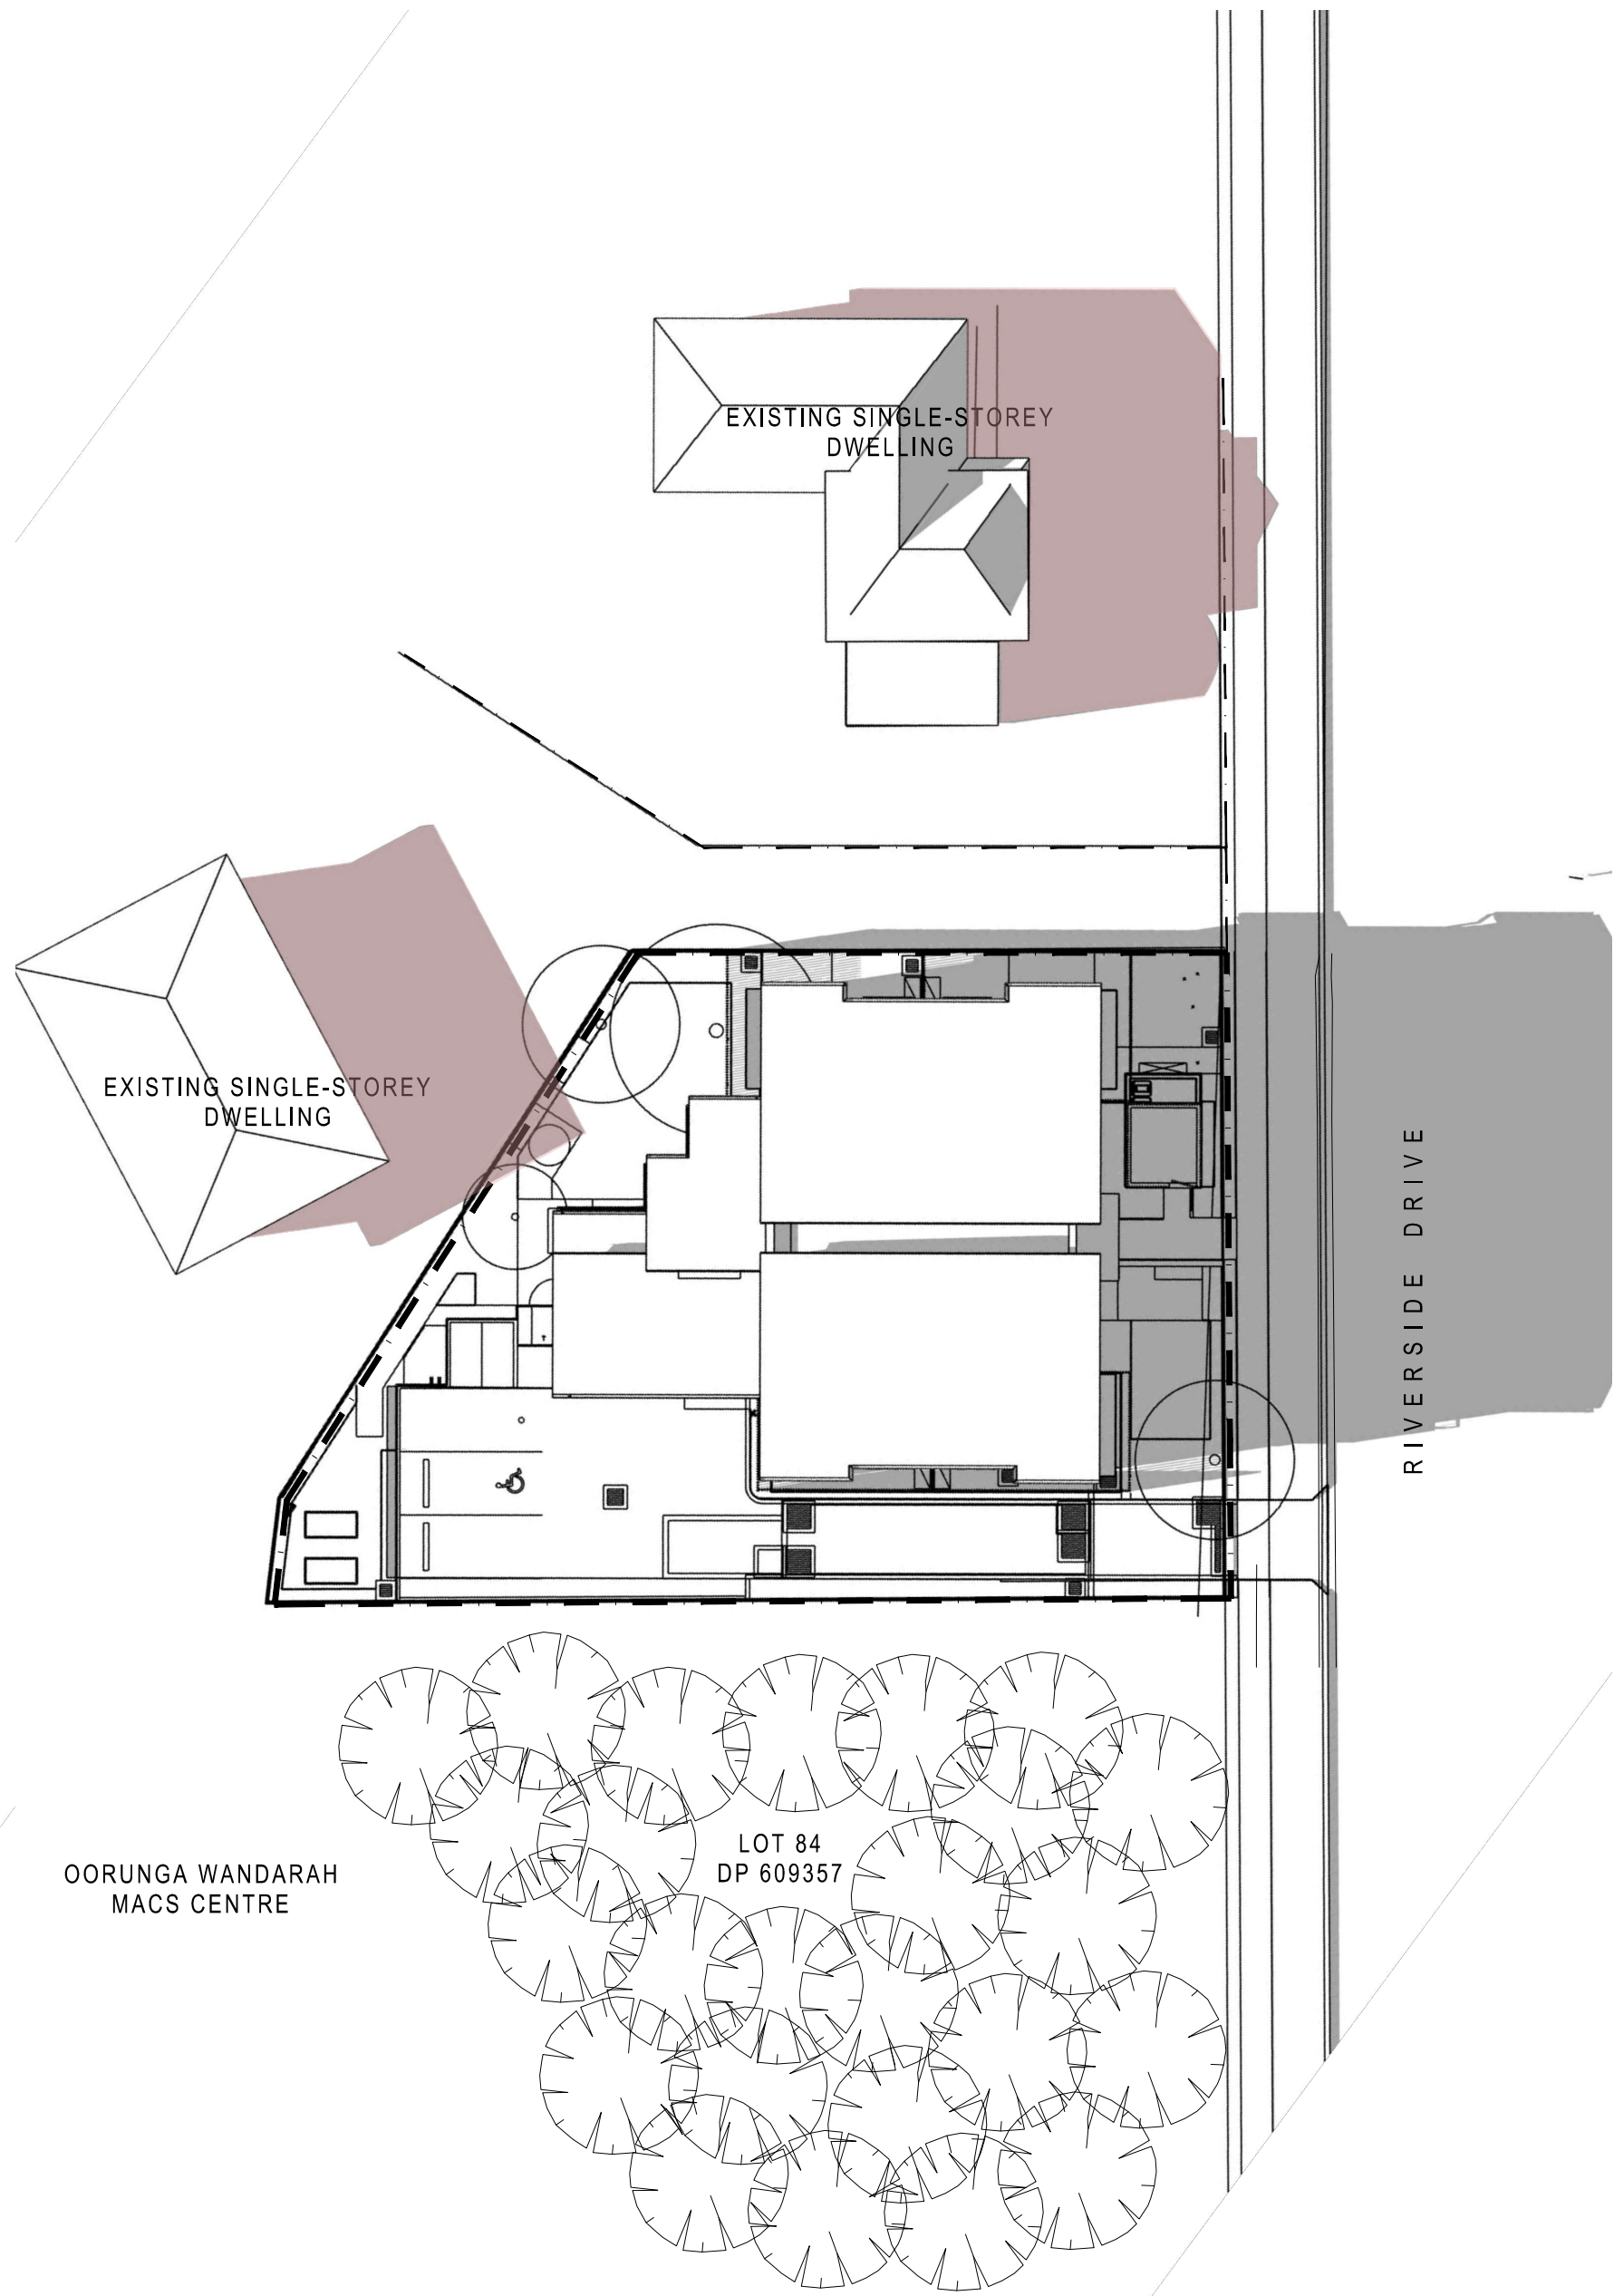 EXISTING SINGLE-STOREY
DWELLING
EXISTING SINGLE-STOREY
DWELLING
RIVERSIDE DRIVE
LOT 84
DP 609357
OORUNGA WANDARAH
MACS CENTRE